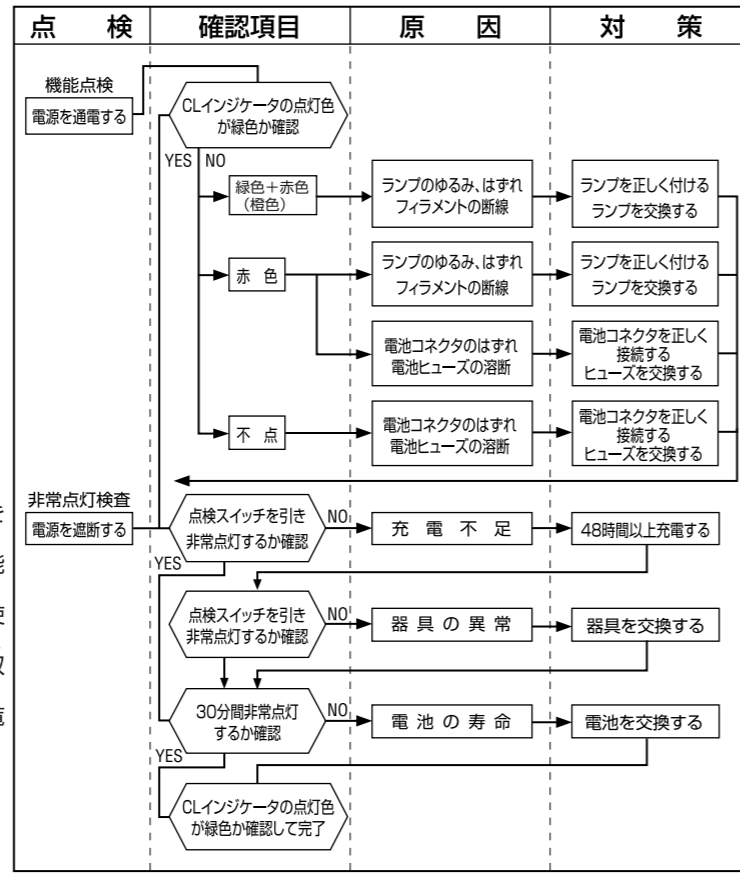 点　検 確認項目 原　因 対　策
機能点検
電源を通電する
CLインジケータの点灯色
が緑色か確認
YES NO
緑色＋赤色
（橙色）
ランプのゆるみ、はずれ
フィラメントの断線
ランプを正しく付ける
ランプを交換する
赤　色
ランプのゆるみ、はずれ
フィラメントの断線
ランプを正しく付ける
ランプを交換する
電池コネクタのはずれ
電池ヒューズの溶断
電池コネクタを正しく
接続する
ヒューズを交換する
不　点
電池コネクタのはずれ
電池ヒューズの溶断
電池コネクタを正しく
接続する
ヒューズを交換する
非常点灯検査
電源を遮断する
点検スイッチを引き
非常点灯するか確認
NO
充電不足
48時間以上充電する
YES
点検スイッチを引き
非常点灯するか確認
NO
器具の異常
器具を交換する
30分間非常点灯
するか確認
NO
電池の寿命
電池を交換する
YES
CLインジケータの点灯色
が緑色か確認して完了